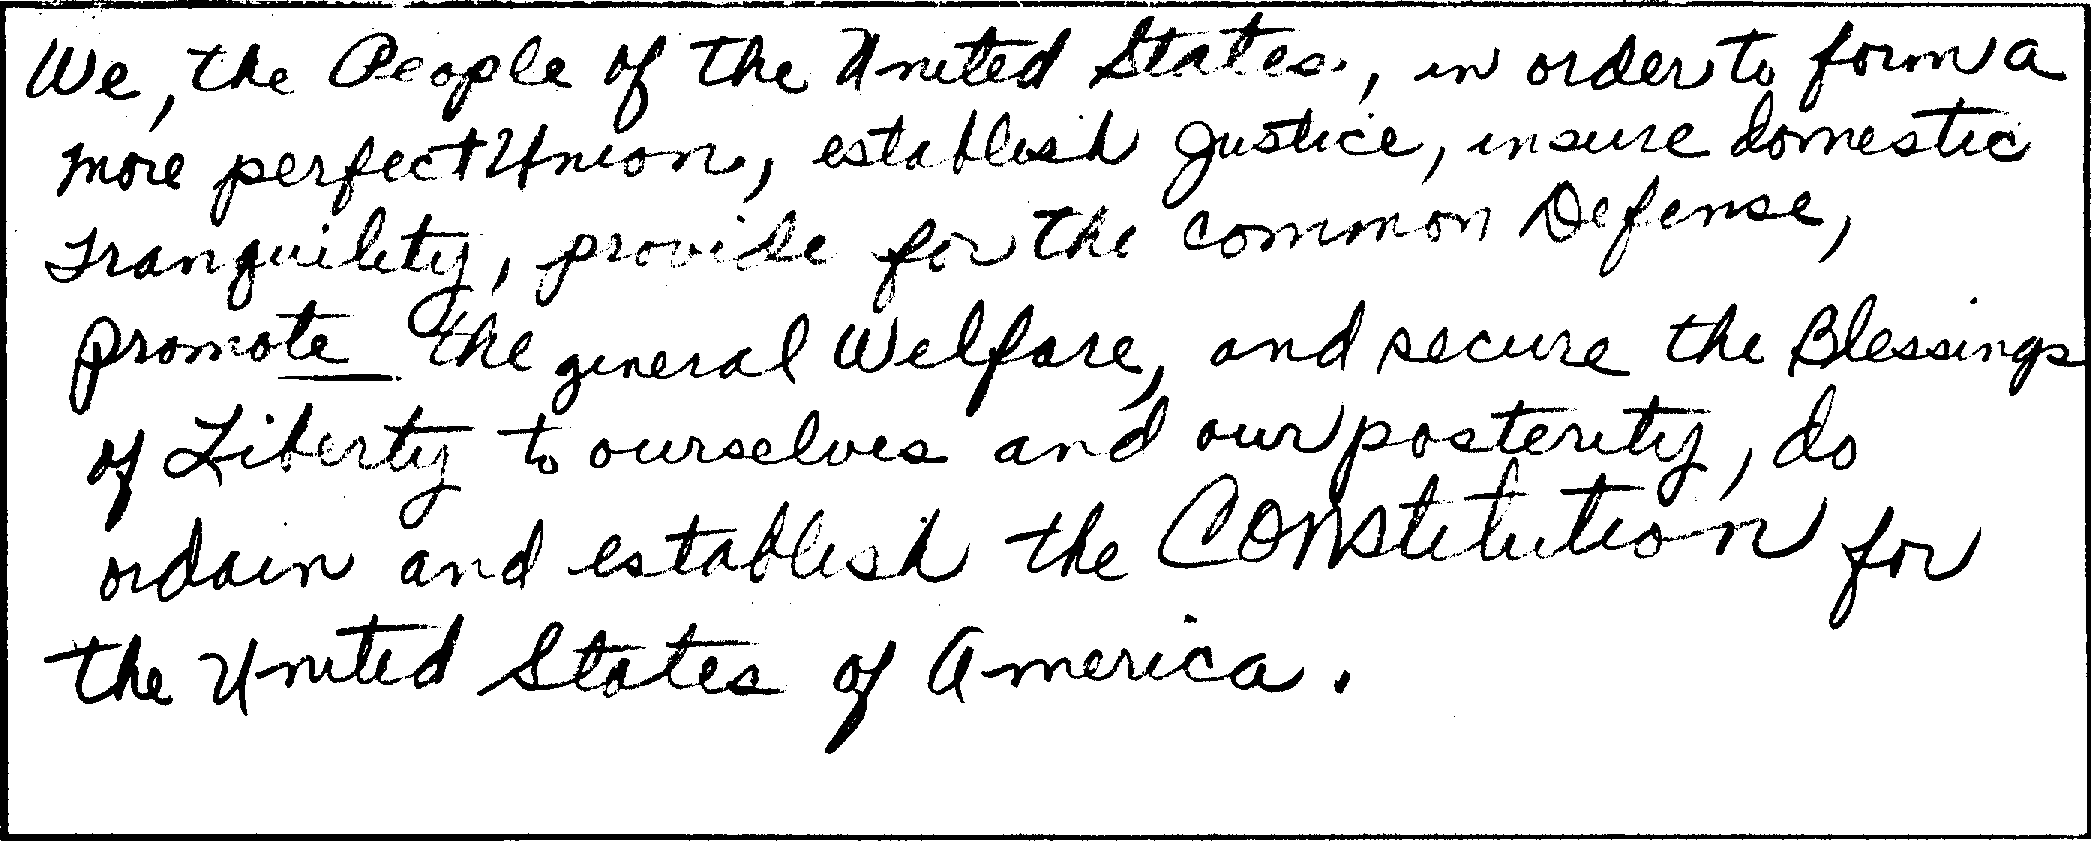 We, the People of the United States, in order to form a
more perfect Union, establish Justice, insure domestic
Tranquility, provide for the common Defense,
promote the general Welfare, and secure the Blessings
of Liberty to ourselves and our posterity, do
ordain and establish the CONstitution for
the United States of America.